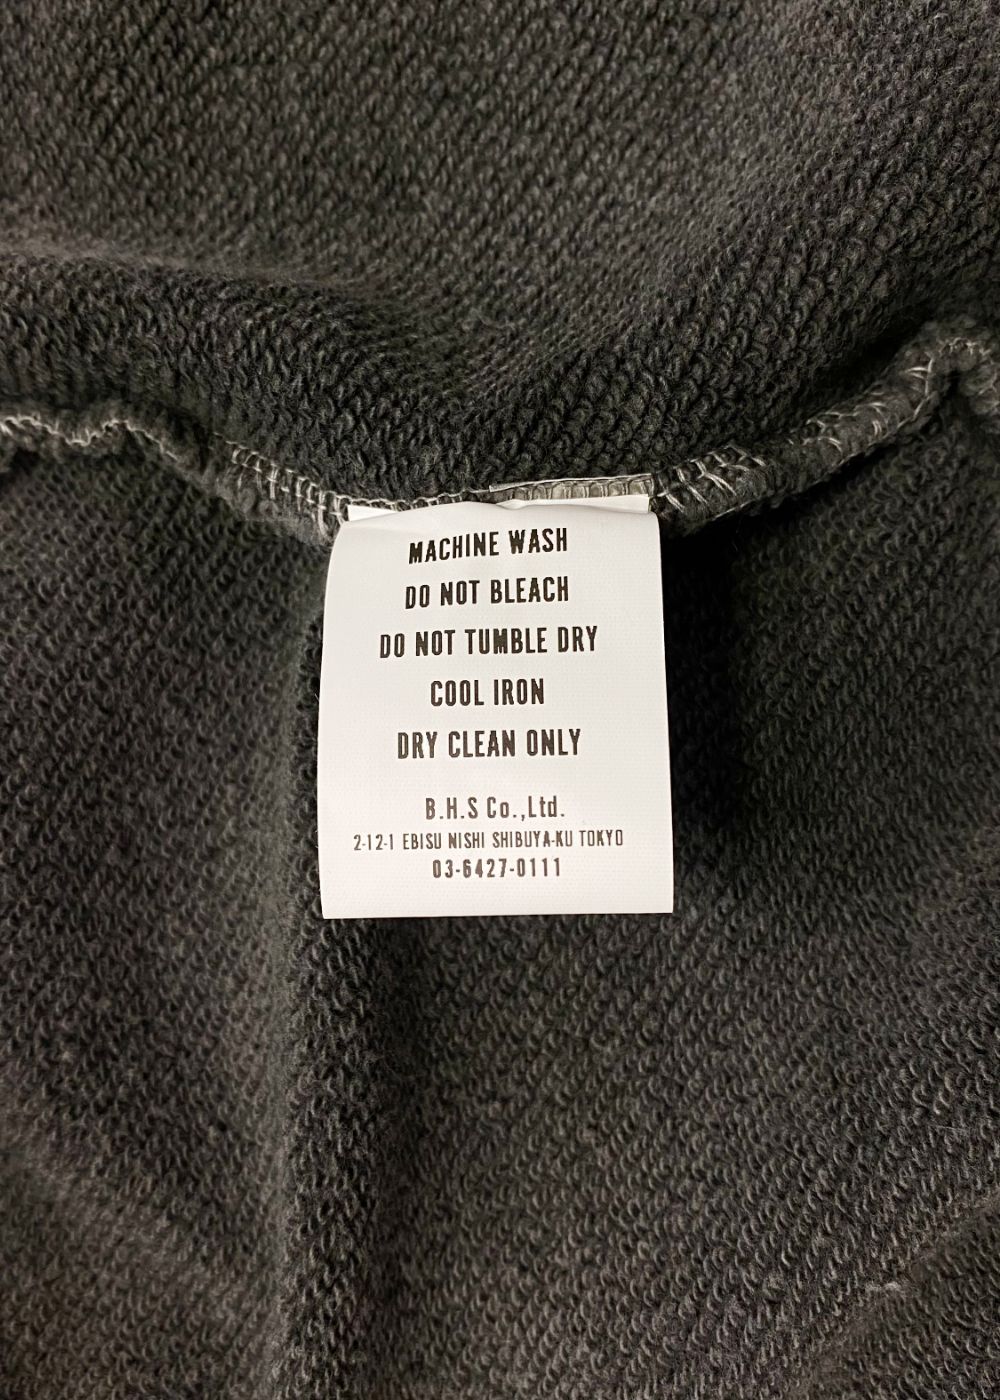 MACHINE WASH
DO NOT BLEACH
DO NOT TUMBLE DRY
COOL IRON
DRY CLEAN ONLY
B.H.S Co.,Ltd.
2-12-1 EBISU NISHI SHIBUYA-KU TOKYO
03-6427-0111